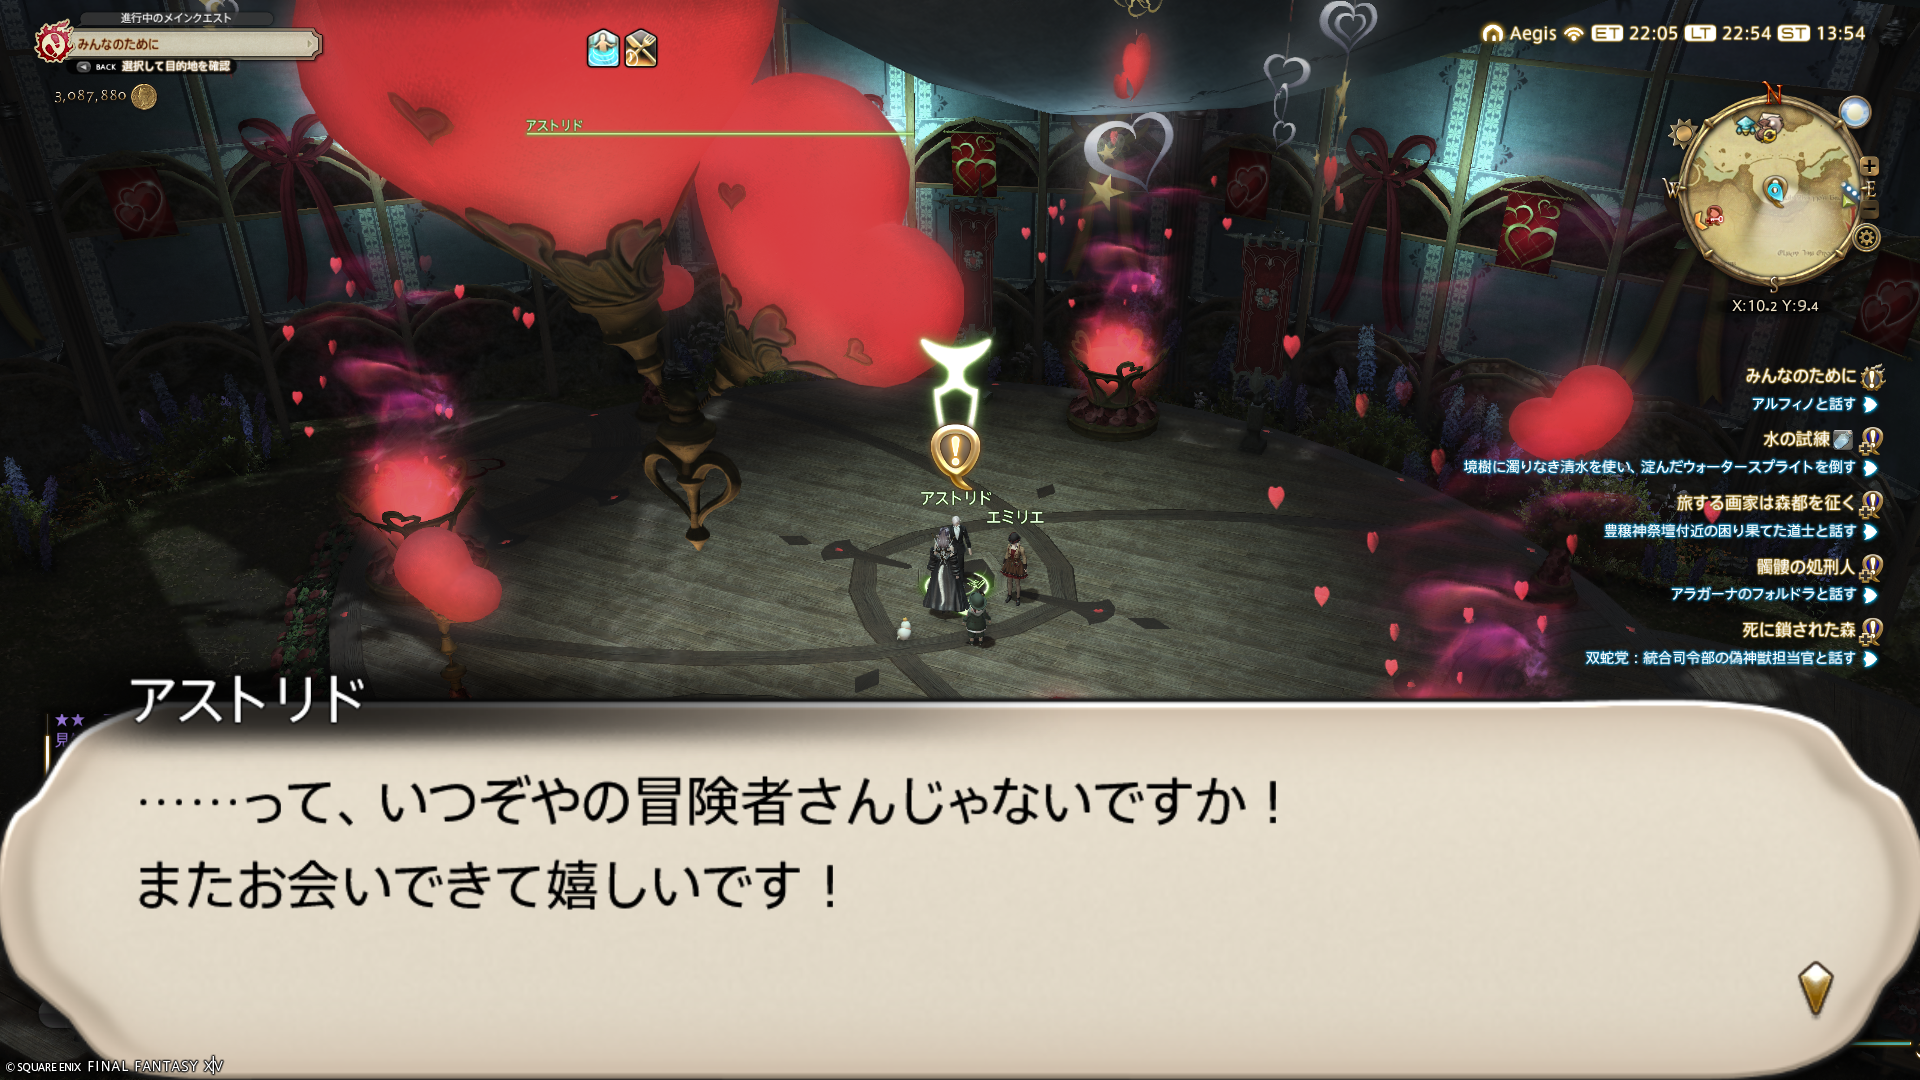 進行中のメインクエスト
みんなのために
BACK 選択して目的地を確認
3,087,880
アストリド
Aegis ET 22:05 LT 22:54 ST 13:54
N
W
E
S
X:10.2 Y:9.4
みんなのために
アルフィノと話す
水の試練
境樹に濁りなき清水を使い、淀んだウォータースプライトを倒す
旅する画家は森都を征く
豊穣神祭壇付近の困り果てた道士と話す
髑髏の処刑人
アラガーナのフォルドラと話す
死に鎖された森
双蛇党：統合司令部の偽神獣担当官と話す
アストリド
エミリエ
★★
見
アストリド
……って、いつぞやの冒険者さんじゃないですか！
またお会いできて嬉しいです！
© SQUARE ENIX FINAL FANTASY XIV